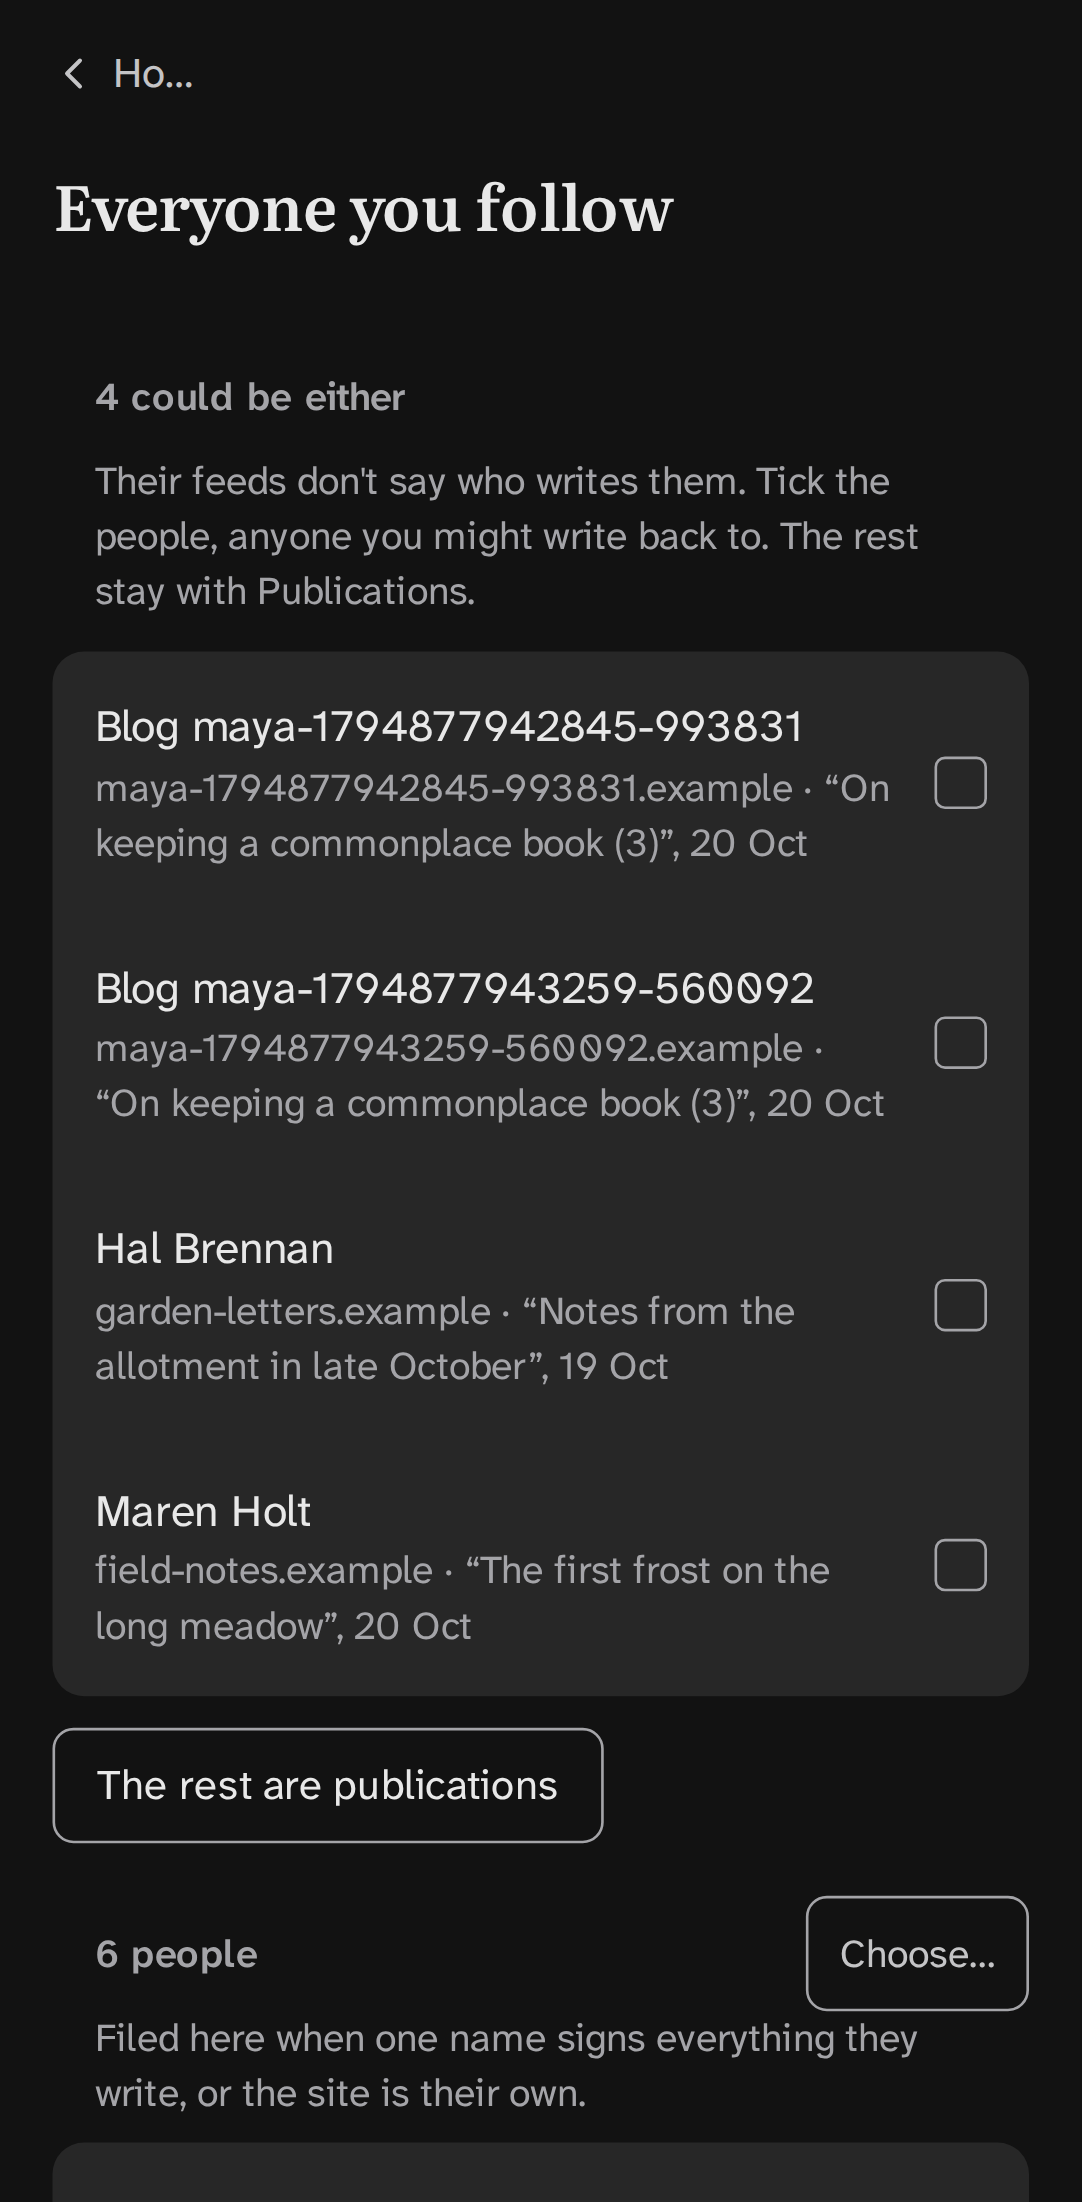 Ho...
Everyone you follow
4 could be either
Their feeds don't say who writes them. Tick the
people, anyone you might write back to. The rest
stay with Publications.
Blog maya-1794877942845-993831
maya-1794877942845-993831.example · “On
keeping a commonplace book (3)”, 20 Oct
Blog maya-1794877943259-560092
maya-1794877943259-560092.example ·
“On keeping a commonplace book (3)”, 20 Oct
Hal Brennan
garden-letters.example · “Notes from the
allotment in late October”, 19 Oct
Maren Holt
field-notes.example · “The first frost on the
long meadow”, 20 Oct
The rest are publications
6 people
Choose...
Filed here when one name signs everything they
write, or the site is their own.